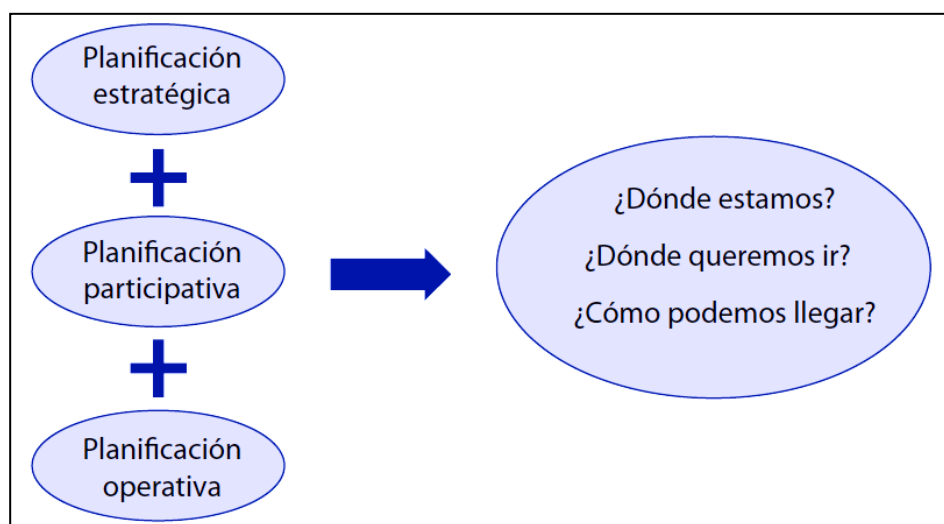 Planificación
estratégica
Planificación
participativa
Planificación
operativa
¿Dónde estamos?
¿Dónde queremos ir?
¿Cómo podemos llegar?